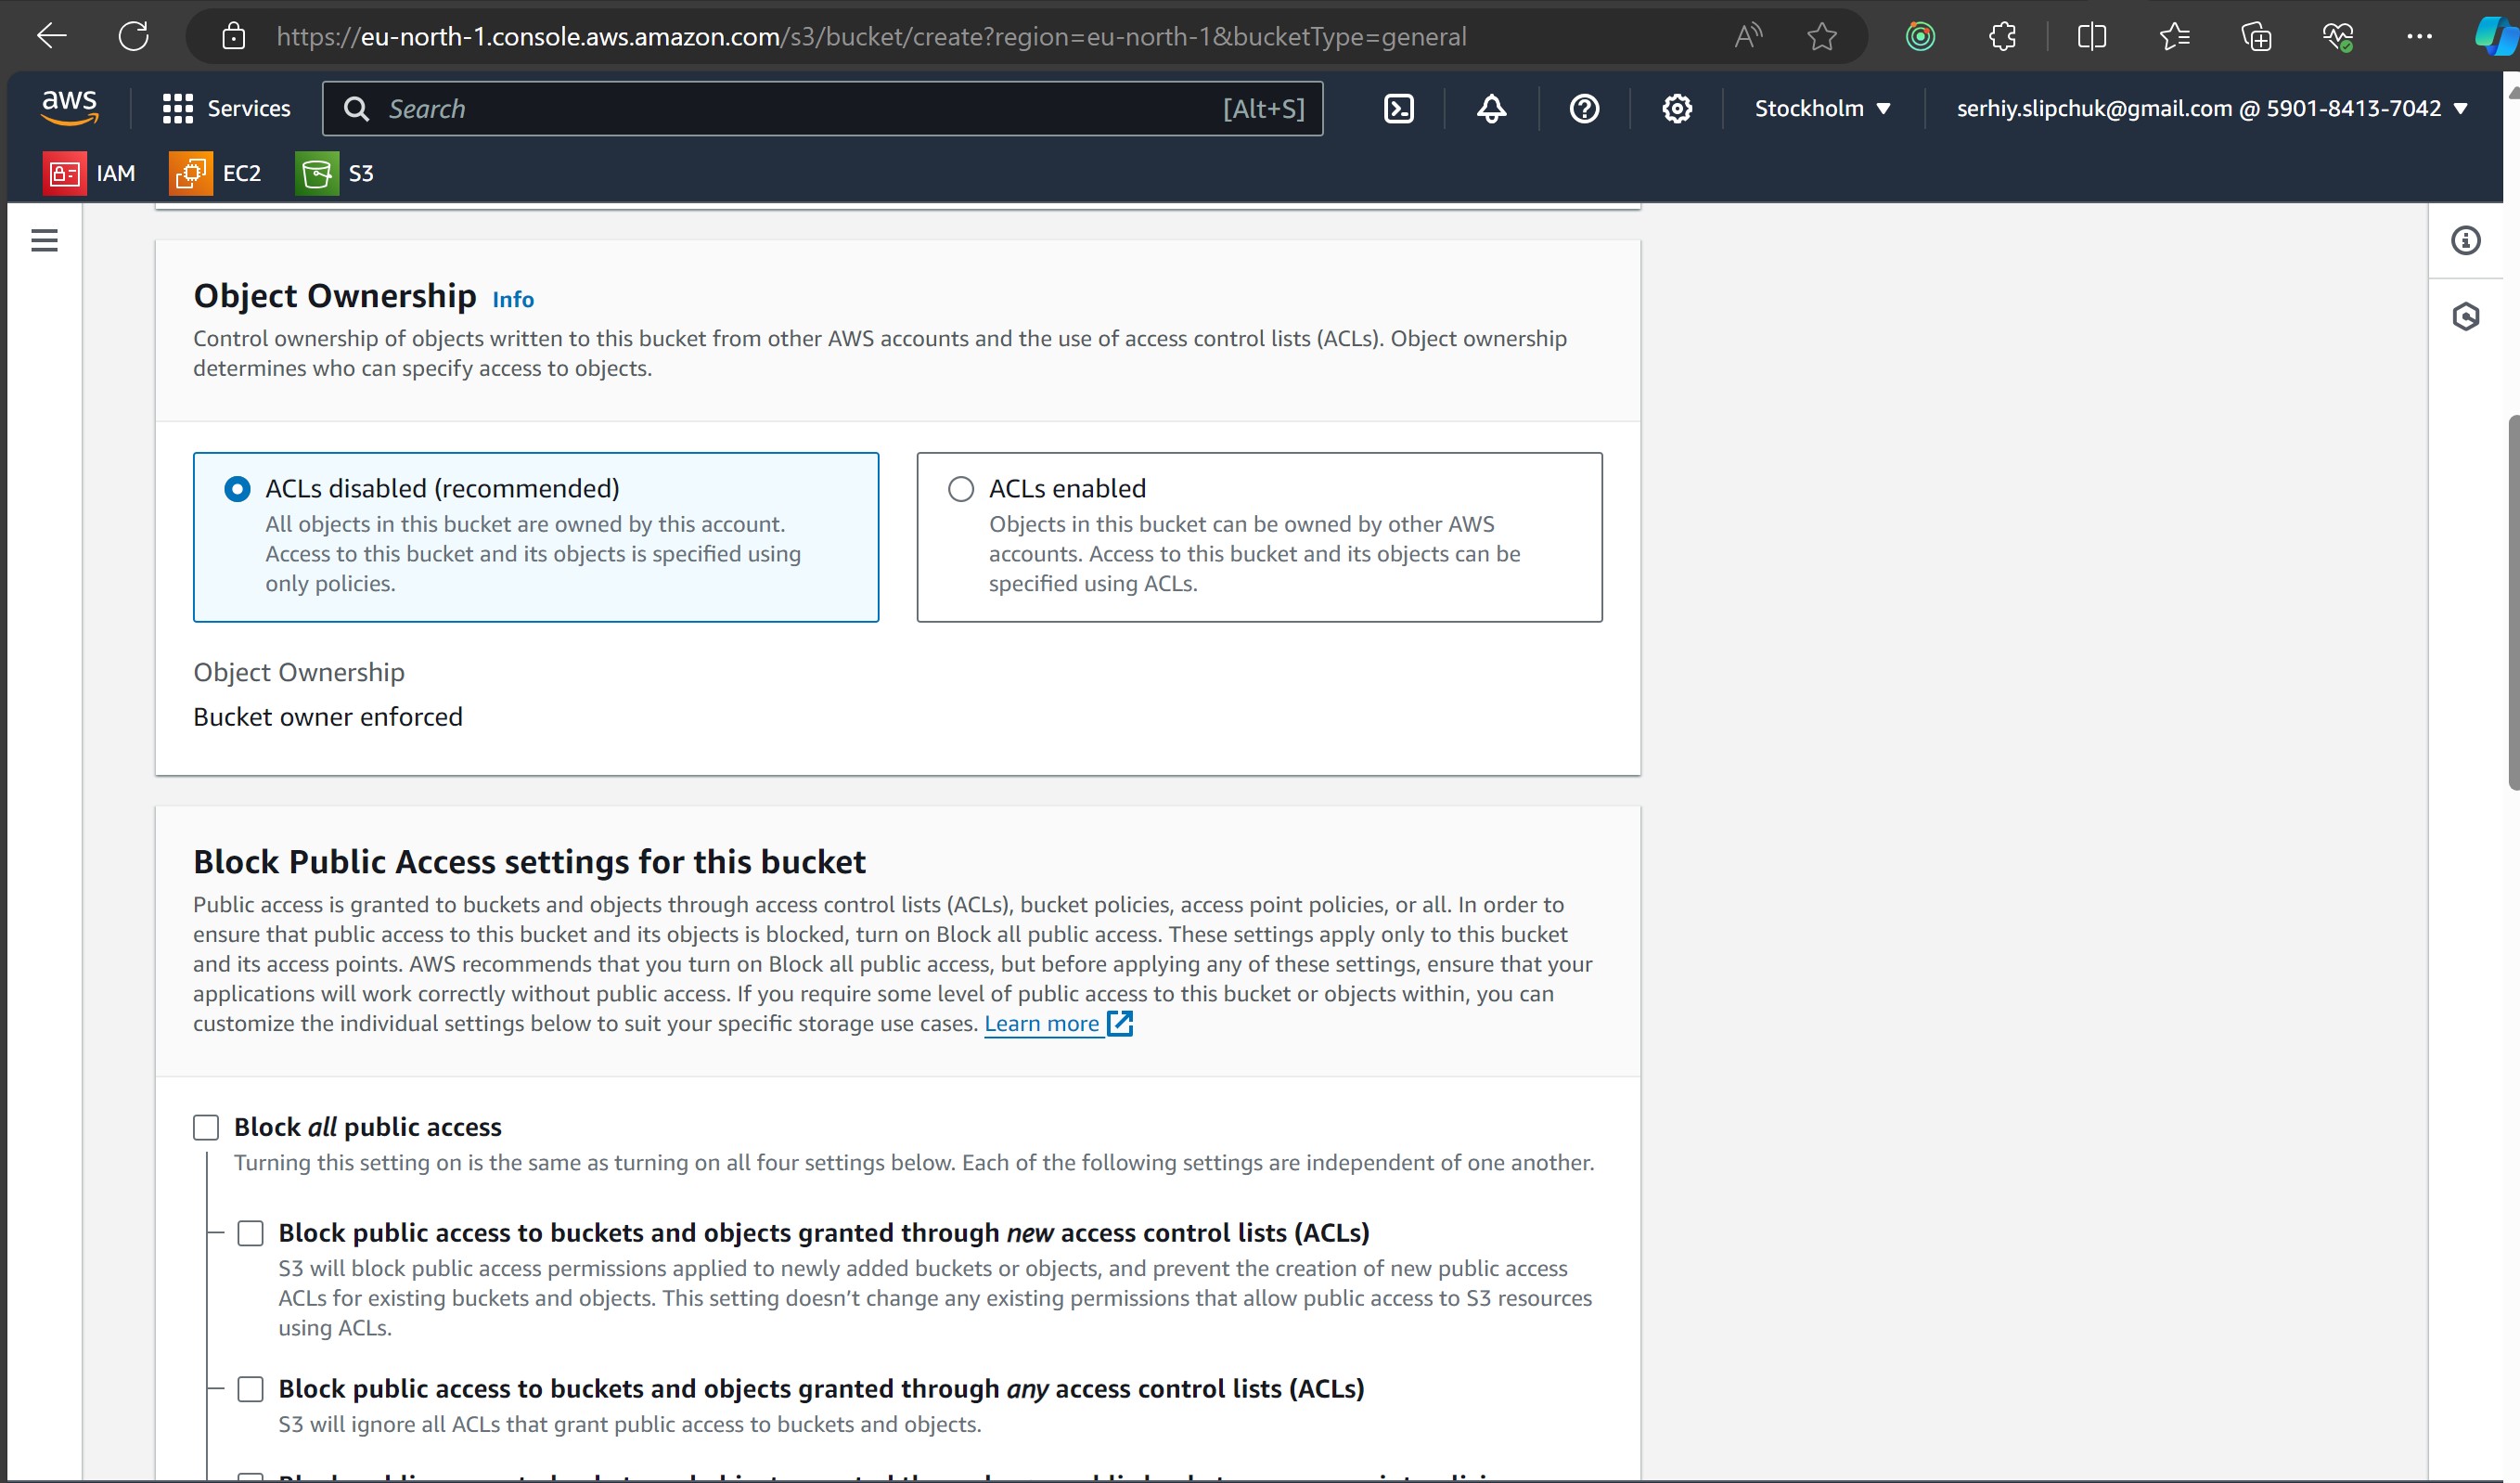 https://eu-north-1.console.aws.amazon.com/s3/bucket/create?region=eu-north-1&bucketType=general
aws
Services
Search
[Alt+S]
Stockholm
serhiy.slipchuk@gmail.com @ 5901-8413-7042
IAM
EC2
S3
Object Ownership Info
Control ownership of objects written to this bucket from other AWS accounts and the use of access control lists (ACLs). Object ownership
determines who can specify access to objects.
ACLs disabled (recommended)
All objects in this bucket are owned by this account.
Access to this bucket and its objects is specified using
only policies.
ACLs enabled
Objects in this bucket can be owned by other AWS
accounts. Access to this bucket and its objects can be
specified using ACLs.
Object Ownership
Bucket owner enforced
Block Public Access settings for this bucket
Public access is granted to buckets and objects through access control lists (ACLs), bucket policies, access point policies, or all. In order to
ensure that public access to this bucket and its objects is blocked, turn on Block all public access. These settings apply only to this bucket
and its access points. AWS recommends that you turn on Block all public access, but before applying any of these settings, ensure that your
applications will work correctly without public access. If you require some level of public access to this bucket or objects within, you can
customize the individual settings below to suit your specific storage use cases. Learn more
Block all public access
Turning this setting on is the same as turning on all four settings below. Each of the following settings are independent of one another.
Block public access to buckets and objects granted through new access control lists (ACLs)
S3 will block public access permissions applied to newly added buckets or objects, and prevent the creation of new public access
ACLs for existing buckets and objects. This setting doesn't change any existing permissions that allow public access to S3 resources
using ACLs.
Block public access to buckets and objects granted through any access control lists (ACLs)
S3 will ignore all ACLs that grant public access to buckets and objects.